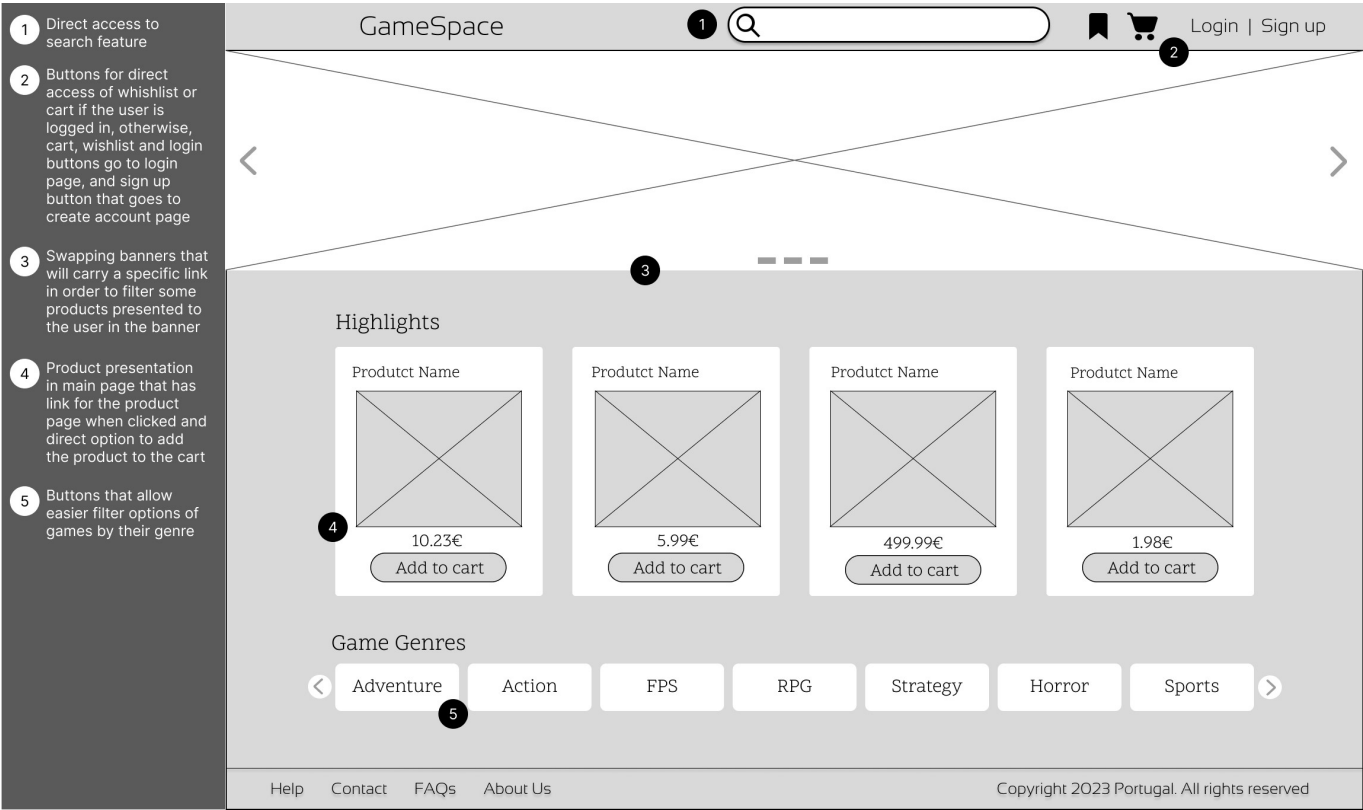 1
Direct access to
search feature
2
Buttons for direct
access of whishlist or
cart if the user is
logged in, otherwise,
cart, wishlist and login
buttons go to login
page, and sign up
button that goes to
create account page
3
Swapping banners that
will carry a specific link
in order to filter some
products presented to
the user in the banner
4
Product presentation
in main page that has
link for the product
page when clicked and
direct option to add
the product to the cart
5
Buttons that allow
easier filter options of
games by their genre
GameSpace
1
Login | Sign up
2
3
Highlights
Produtct Name
Produtct Name
Produtct Name
Produtct Name
4
10.23€
5.99€
499.99€
1.98€
Add to cart
Add to cart
Add to cart
Add to cart
Game Genres
Adventure
Action
FPS
RPG
Strategy
Horror
Sports
5
Help
Contact
FAQs
About Us
Copyright 2023 Portugal. All rights reserved